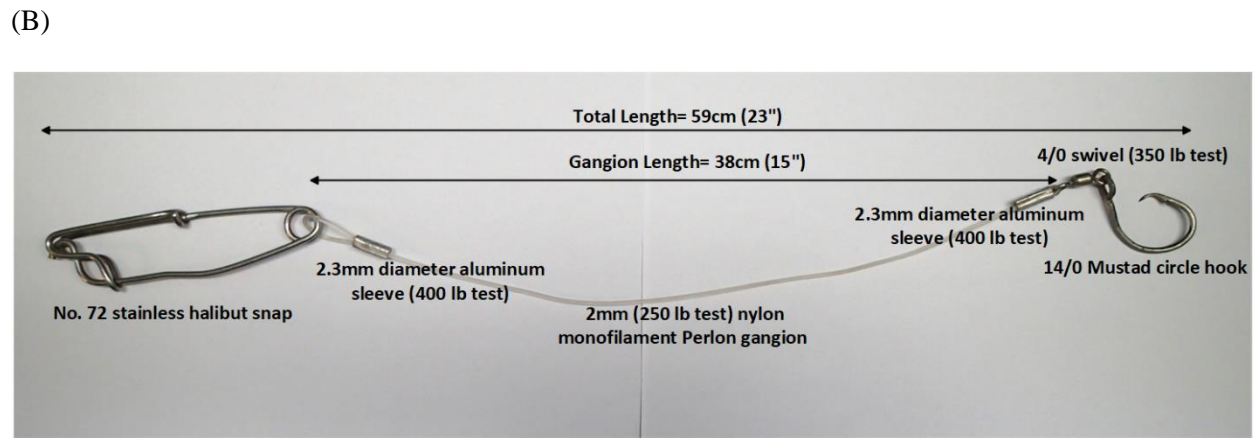 (B)
Total Length= 59cm (23")
Gangion Length= 38cm (15")
4/0 swivel (350 lb test)
2.3mm diameter aluminum
sleeve (400 lb test)
14/0 Mustad circle hook
2.3mm diameter aluminum
sleeve (400 lb test)
No. 72 stainless halibut snap
2mm (250 lb test) nylon
monofilament Perlon gangion